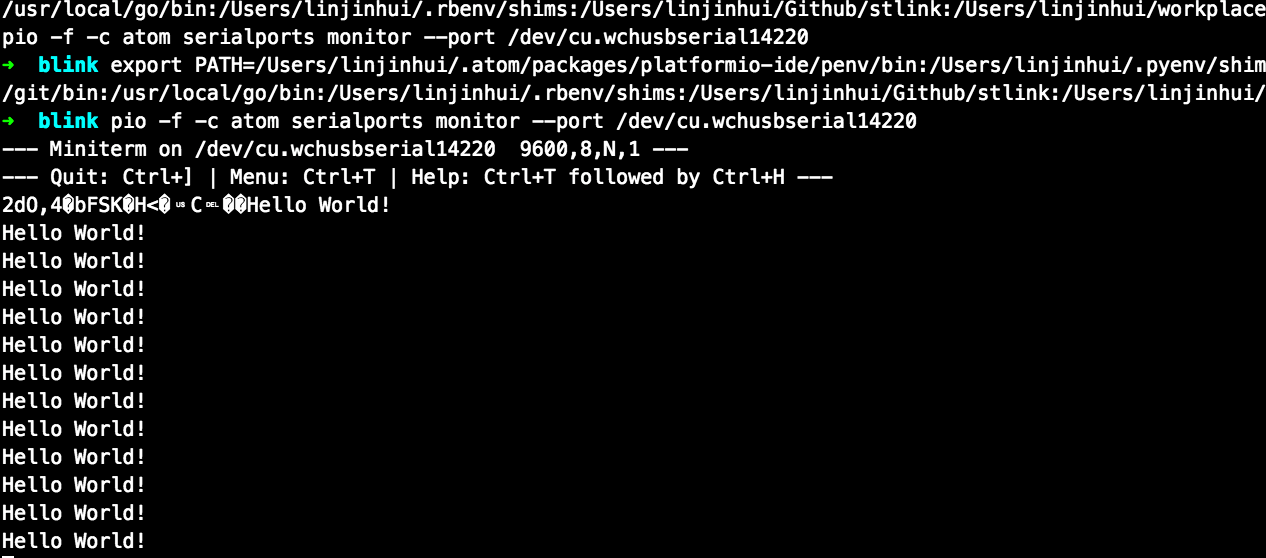 /usr/local/go/bin:/Users/linjinhui/.rbenv/shims:/Users/linjinhui/Github/stlink:/Users/linjinhui/workplace
pio -f -c atom serialports monitor --port /dev/cu.wchusbserial14220
➜ blink export PATH=/Users/linjinhui/.atom/packages/platformio-ide/penv/bin:/Users/linjinhui/.pyenv/shim
/git/bin:/usr/local/go/bin:/Users/linjinhui/.rbenv/shims:/Users/linjinhui/Github/stlink:/Users/linjinhui/
➜ blink pio -f -c atom serialports monitor --port /dev/cu.wchusbserial14220
--- Miniterm on /dev/cu.wchusbserial14220  9600,8,N,1 ---
--- Quit: Ctrl+] | Menu: Ctrl+T | Help: Ctrl+T followed by Ctrl+H ---
2dO,4�bFSK�H<�␟C␡��Hello World!
Hello World!
Hello World!
Hello World!
Hello World!
Hello World!
Hello World!
Hello World!
Hello World!
Hello World!
Hello World!
Hello World!
Hello World!